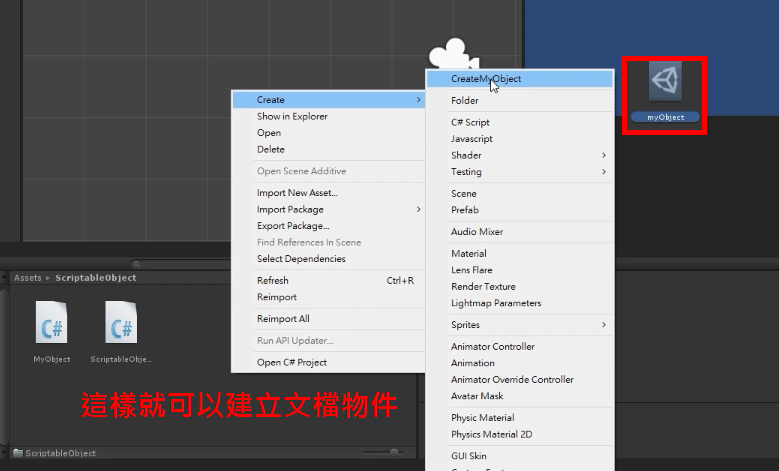 CreateMyObject
Folder
C# Script
Javascript
Shader
Testing
Scene
Prefab
Audio Mixer
Material
Lens Flare
Render Texture
Lightmap Parameters
Sprites
Animator Controller
Animation
Animator Override Controller
Avatar Mask
Physic Material
Physics Material 2D
GUI Skin
Create
Show in Explorer
Open
Delete
Open Scene Additive
Import New Asset...
Import Package
Export Package...
Find References In Scene
Select Dependencies
Refresh Ctrl+R
Reimport
Reimport All
Run API Updater...
Open C# Project
myObject
Assets ▸ ScriptableObject
C#
C#
MyObject
ScriptableObje...
這樣就可以建立文檔物件
ScriptableObject